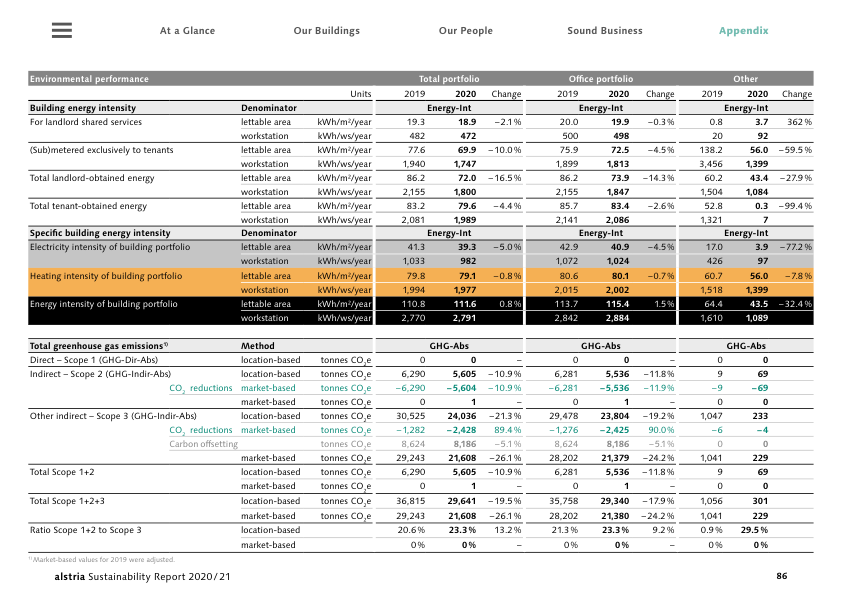 At a Glance Our Buildings Our People Sound Business Appendix
Environmental performance Total portfolio Office portfolio Other
Units 2019 2020 Change 2019 2020 Change 2019 2020 Change
Building energy intensity Denominator Energy-Int Energy-Int Energy-Int
For landlord shared services lettable area kWh/m²/year 19.3 18.9 –2.1 % 20.0 19.9 –0.3 % 0.8 3.7 362 %
workstation kWh/ws/year 482 472 500 498 20 92
(Sub)metered exclusively to tenants lettable area kWh/m²/year 77.6 69.9 –10.0 % 75.9 72.5 –4.5 % 138.2 56.0 –59.5 %
workstation kWh/ws/year 1,940 1,747 1,899 1,813 3,456 1,399
Total landlord-obtained energy lettable area kWh/m²/year 86.2 72.0 –16.5 % 86.2 73.9 –14.3 % 60.2 43.4 –27.9 %
workstation kWh/ws/year 2,155 1,800 2,155 1,847 1,504 1,084
Total tenant-obtained energy lettable area kWh/m²/year 83.2 79.6 –4.4 % 85.7 83.4 –2.6 % 52.8 0.3 –99.4 %
workstation kWh/ws/year 2,081 1,989 2,141 2,086 1,321 7
Specific building energy intensity Denominator Energy-Int Energy-Int Energy-Int
Electricity intensity of building portfolio lettable area kWh/m²/year 41.3 39.3 –5.0 % 42.9 40.9 –4.5 % 17.0 3.9 –77.2 %
workstation kWh/ws/year 1,033 982 1,072 1,024 426 97
Heating intensity of building portfolio lettable area kWh/m²/year 79.8 79.1 –0.8 % 80.6 80.1 –0.7 % 60.7 56.0 –7.8 %
workstation kWh/ws/year 1,994 1,977 2,015 2,002 1,518 1,399
Energy intensity of building portfolio lettable area kWh/m²/year 110.8 111.6 0.8 % 113.7 115.4 1.5 % 64.4 43.5 –32.4 %
workstation kWh/ws/year 2,770 2,791 2,842 2,884 1,610 1,089
Total greenhouse gas emissions¹⁾ Method GHG-Abs GHG-Abs GHG-Abs
Direct – Scope 1 (GHG-Dir-Abs) location-based tonnes CO₂e 0 0 – 0 0 – 0 0
Indirect – Scope 2 (GHG-Indir-Abs) location-based tonnes CO₂e 6,290 5,605 –10.9 % 6,281 5,536 –11.8 % 9 69
CO₂ reductions market-based tonnes CO₂e –6,290 –5,604 –10.9 % –6,281 –5,536 –11.9 % –9 –69
market-based tonnes CO₂e 0 1 – 0 0 – 0 0
Other indirect – Scope 3 (GHG-Indir-Abs) location-based tonnes CO₂e 30,525 24,036 –21.3 % 29,478 23,804 –19.2 % 1,047 233
CO₂ reductions market-based tonnes CO₂e –1,282 –2,428 89.4 % –1,276 –2,425 90.0 % –6 –4
Carbon offsetting tonnes CO₂e 8,624 8,186 –5.1 % 8,624 8,186 –5.1 % 0 0
market-based tonnes CO₂e 29,243 21,608 –26.1 % 28,202 21,379 –24.2 % 1,041 229
Total Scope 1+2 location-based tonnes CO₂e 6,290 5,605 –10.9 % 6,281 5,536 –11.8 % 9 69
market-based tonnes CO₂e 0 1 – 0 0 – 0 0
Total Scope 1+2+3 location-based tonnes CO₂e 36,815 29,641 –19.5 % 35,758 29,340 –17.9 % 1,056 301
market-based tonnes CO₂e 29,243 21,608 –26.1 % 28,202 21,380 –24.2 % 1,041 229
Ratio Scope 1+2 to Scope 3 location-based 20.6 % 23.3 % 13.2 % 21.3 % 23.3 % 9.2 % 0.9 % 29.5 %
market-based 0 % 0 % – 0 % 0 % – 0 % 0 %
¹⁾ Market-based values for 2019 were adjusted.
alstria Sustainability Report 2020/21 86